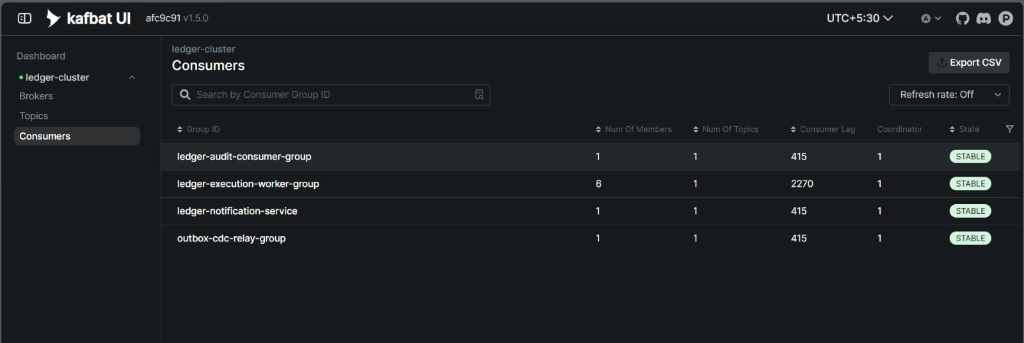 kafbat UI afc9c91 v1.5.0 UTC+5:30 A
Dashboard
ledger-cluster
Brokers
Topics
Consumers
ledger-cluster
Consumers
Export CSV
Search by Consumer Group ID
Refresh rate: Off
Group ID Num Of Members Num Of Topics Consumer Lag Coordinator State
ledger-audit-consumer-group 1 1 415 1 STABLE
ledger-execution-worker-group 6 1 2270 1 STABLE
ledger-notification-service 1 1 415 1 STABLE
outbox-cdc-relay-group 1 1 415 1 STABLE